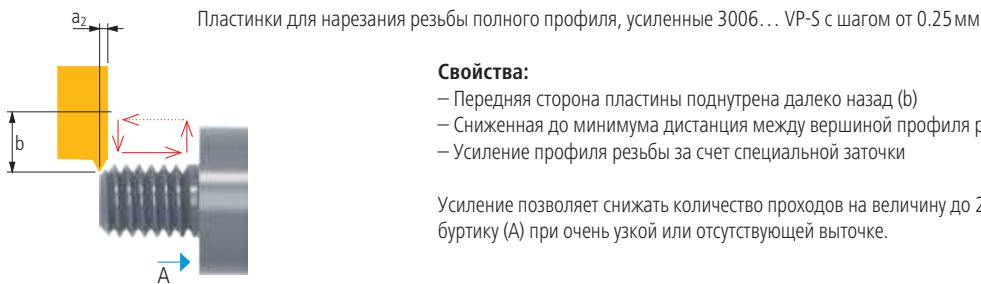 a₂
Пластинки для нарезания резьбы полного профиля, усиленные 3006… VP-S с шагом от 0.25 мм
Свойства:
– Передняя сторона пластины поднутрена далеко назад (b)
– Сниженная до минимума дистанция между вершиной профиля р
– Усиление профиля резьбы за счет специальной заточки
b
Усиление позволяет снижать количество проходов на величину до 2
буртику (A) при очень узкой или отсутствующей выточке.
A